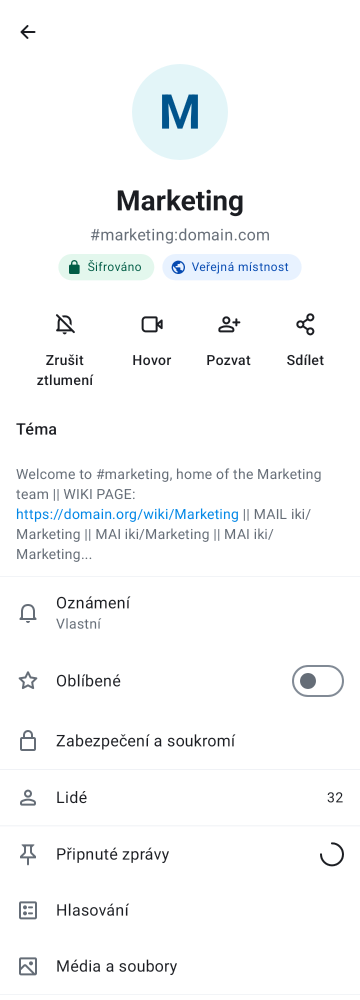 M
Marketing
#marketing:domain.com
Šifrováno
Veřejná místnost
Zrušit
ztlumení
Hovor
Pozvat
Sdílet
Téma
Welcome to #marketing, home of the Marketing
team || WIKI PAGE:
https://domain.org/wiki/Marketing || MAIL iki/
Marketing || MAI iki/Marketing || MAI iki/
Marketing...
Oznámení
Vlastní
Oblíbené
Zabezpečení a soukromí
Lidé 32
Připnuté zprávy
Hlasování
Média a soubory